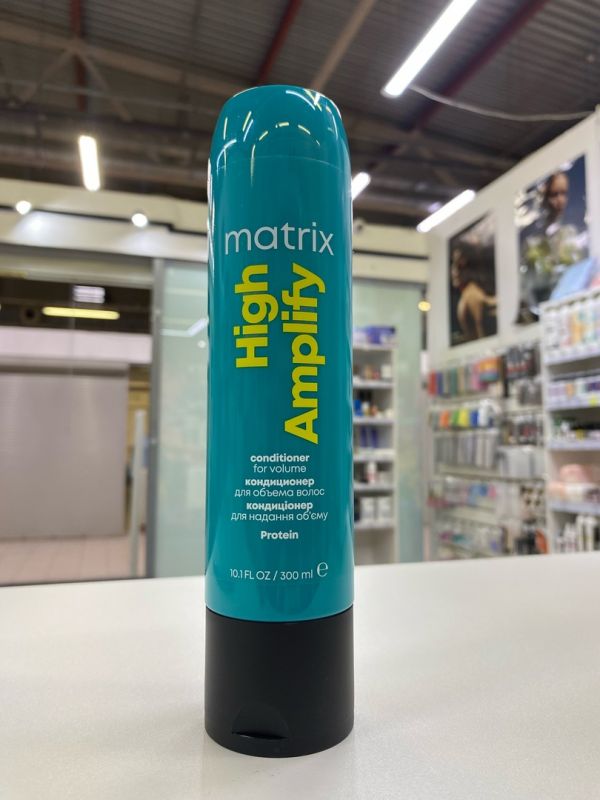 matrix
High
Amplify
conditioner
for volume
кондиционер
для объема волос
кондиціонер
для надання об'єму
Protein
10.1 FL OZ / 300 ml ℮